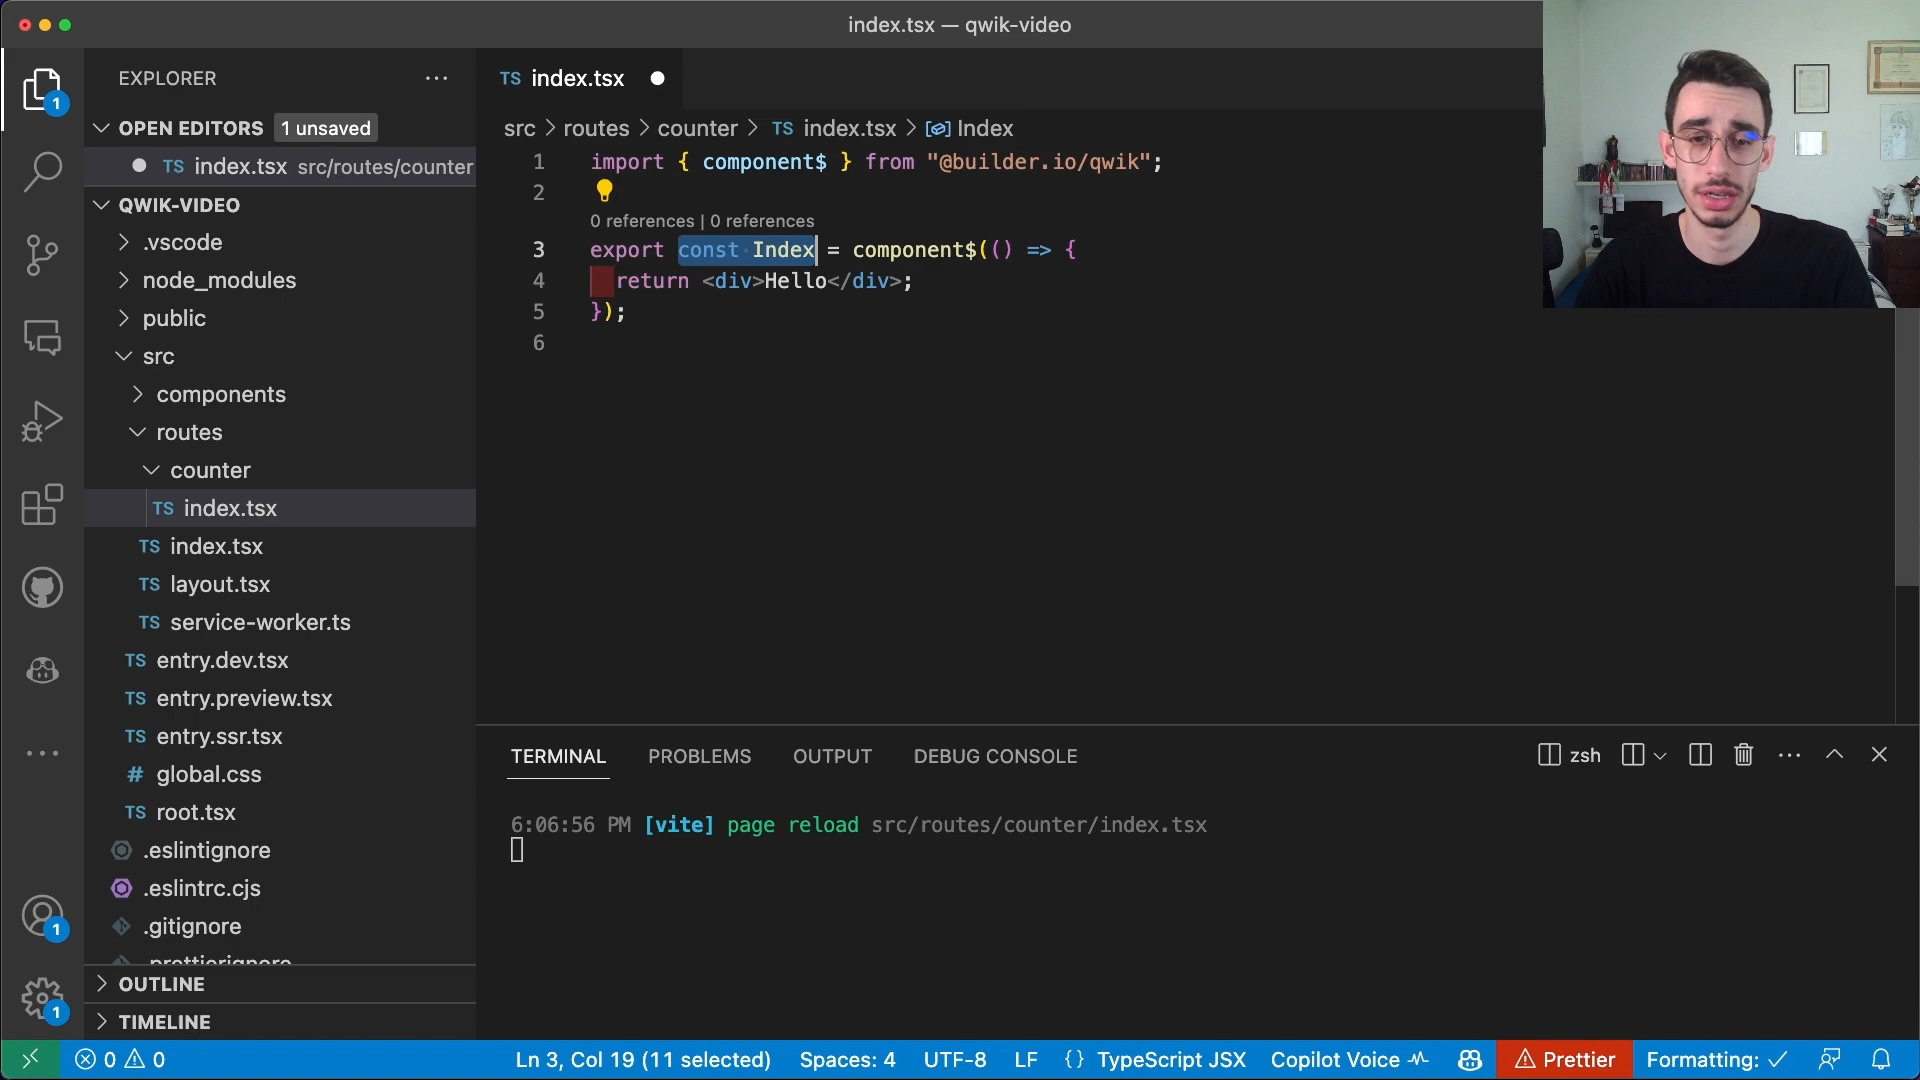 index.tsx — qwik-video
EXPLORER
TS index.tsx
OPEN EDITORS 1 unsaved
TS index.tsx src/routes/counter
QWIK-VIDEO
.vscode
node_modules
public
src
components
routes
counter
TS index.tsx
TS index.tsx
TS layout.tsx
TS service-worker.ts
TS entry.dev.tsx
TS entry.preview.tsx
TS entry.ssr.tsx
# global.css
TS root.tsx
.eslintignore
.eslintrc.cjs
.gitignore
.prettierignore
OUTLINE
TIMELINE
1
1
1
src > routes > counter > TS index.tsx > Index
1 import { component$ } from "@builder.io/qwik";
2
0 references | 0 references
3 export const Index = component$(() => {
4 return <div>Hello</div>;
5 });
6
TERMINAL PROBLEMS OUTPUT DEBUG CONSOLE zsh
6:06:56 PM [vite] page reload src/routes/counter/index.tsx
0 0 Ln 3, Col 19 (11 selected) Spaces: 4 UTF-8 LF {} TypeScript JSX Copilot Voice Prettier Formatting: ✓